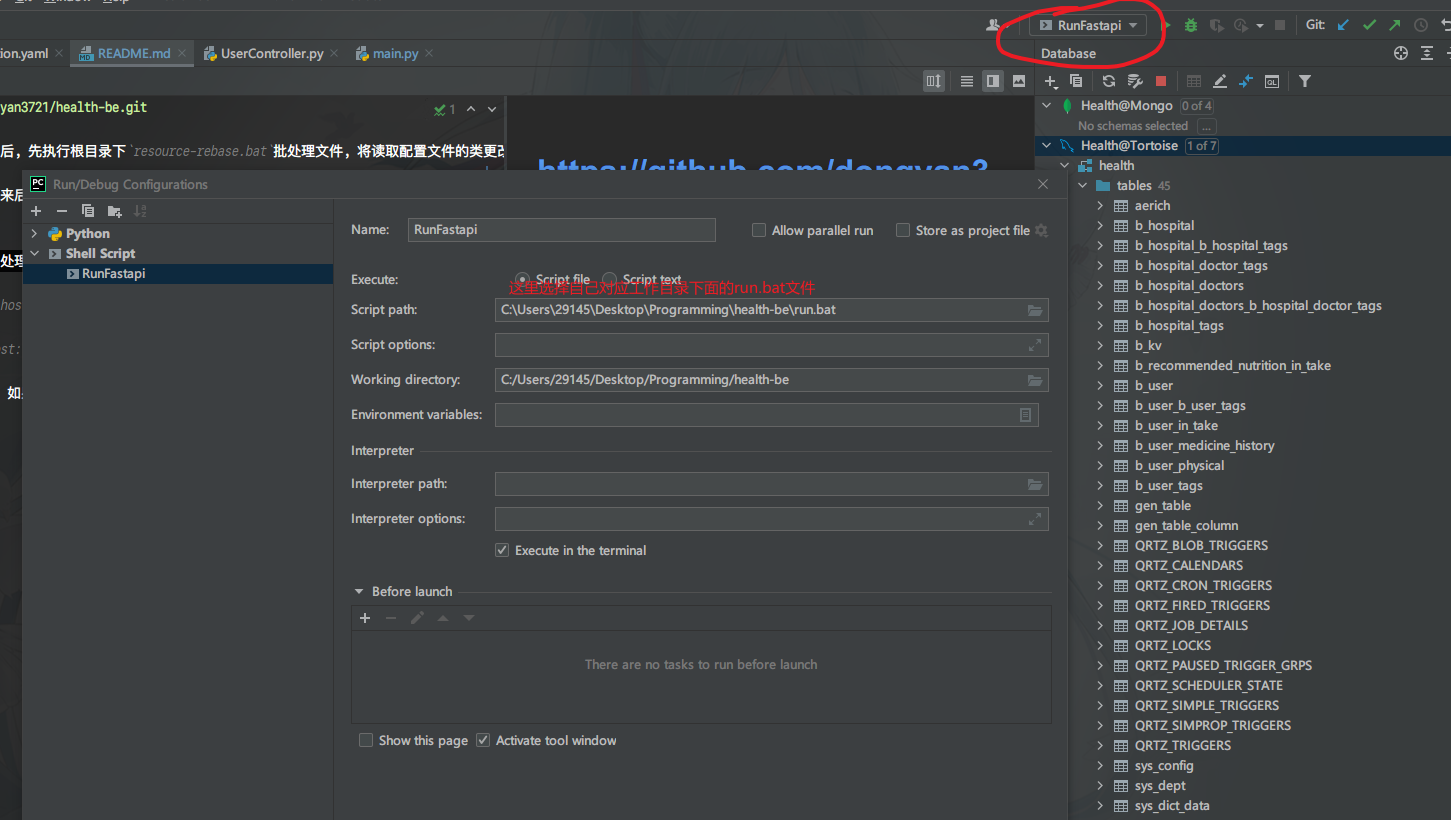 RunFastapi
Git:
tion.yaml
README.md
UserController.py
main.py
Database
yan3721/health-be.git
1
后，先执行根目录下`resource-rebase.bat`批处理文件，将读取配置文件的类更改
https://github.com/dongyan3
来后
处理
hos
st:
如
Run/Debug Configurations
Python
Shell Script
RunFastapi
Name:
RunFastapi
Allow parallel run
Store as project file
Execute:
Script file
Script text
这里选择自己对应工作目录下面的run.bat文件
Script path:
C:\Users\29145\Desktop\Programming\health-be\run.bat
Script options:
Working directory:
C:/Users/29145/Desktop/Programming/health-be
Environment variables:
Interpreter
Interpreter path:
Interpreter options:
Execute in the terminal
Before launch
There are no tasks to run before launch
Show this page
Activate tool window
Health@Mongo 0 of 4
No schemas selected ...
Health@Tortoise 1 of 7
health
tables 45
aerich
b_hospital
b_hospital_b_hospital_tags
b_hospital_doctor_tags
b_hospital_doctors
b_hospital_doctors_b_hospital_doctor_tags
b_hospital_tags
b_kv
b_recommended_nutrition_in_take
b_user
b_user_b_user_tags
b_user_in_take
b_user_medicine_history
b_user_physical
b_user_tags
gen_table
gen_table_column
QRTZ_BLOB_TRIGGERS
QRTZ_CALENDARS
QRTZ_CRON_TRIGGERS
QRTZ_FIRED_TRIGGERS
QRTZ_JOB_DETAILS
QRTZ_LOCKS
QRTZ_PAUSED_TRIGGER_GRPS
QRTZ_SCHEDULER_STATE
QRTZ_SIMPLE_TRIGGERS
QRTZ_SIMPROP_TRIGGERS
QRTZ_TRIGGERS
sys_config
sys_dept
sys_dict_data